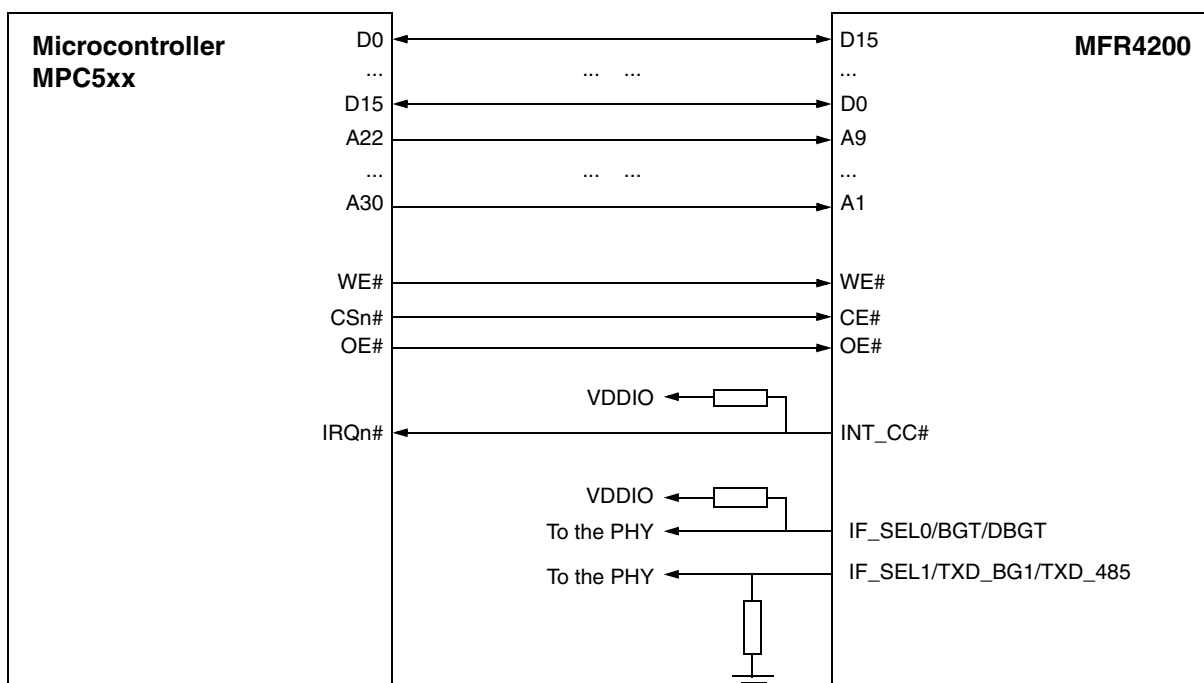 Microcontroller
MPC5xx
MFR4200
D0 D15
... ... ... ...
D15 D0
A22 A9
... ... ... ...
A30 A1
WE# WE#
CSn# CE#
OE# OE#
VDDIO
IRQn# INT_CC#
VDDIO
To the PHY IF_SEL0/BGT/DBGT
To the PHY IF_SEL1/TXD_BG1/TXD_485